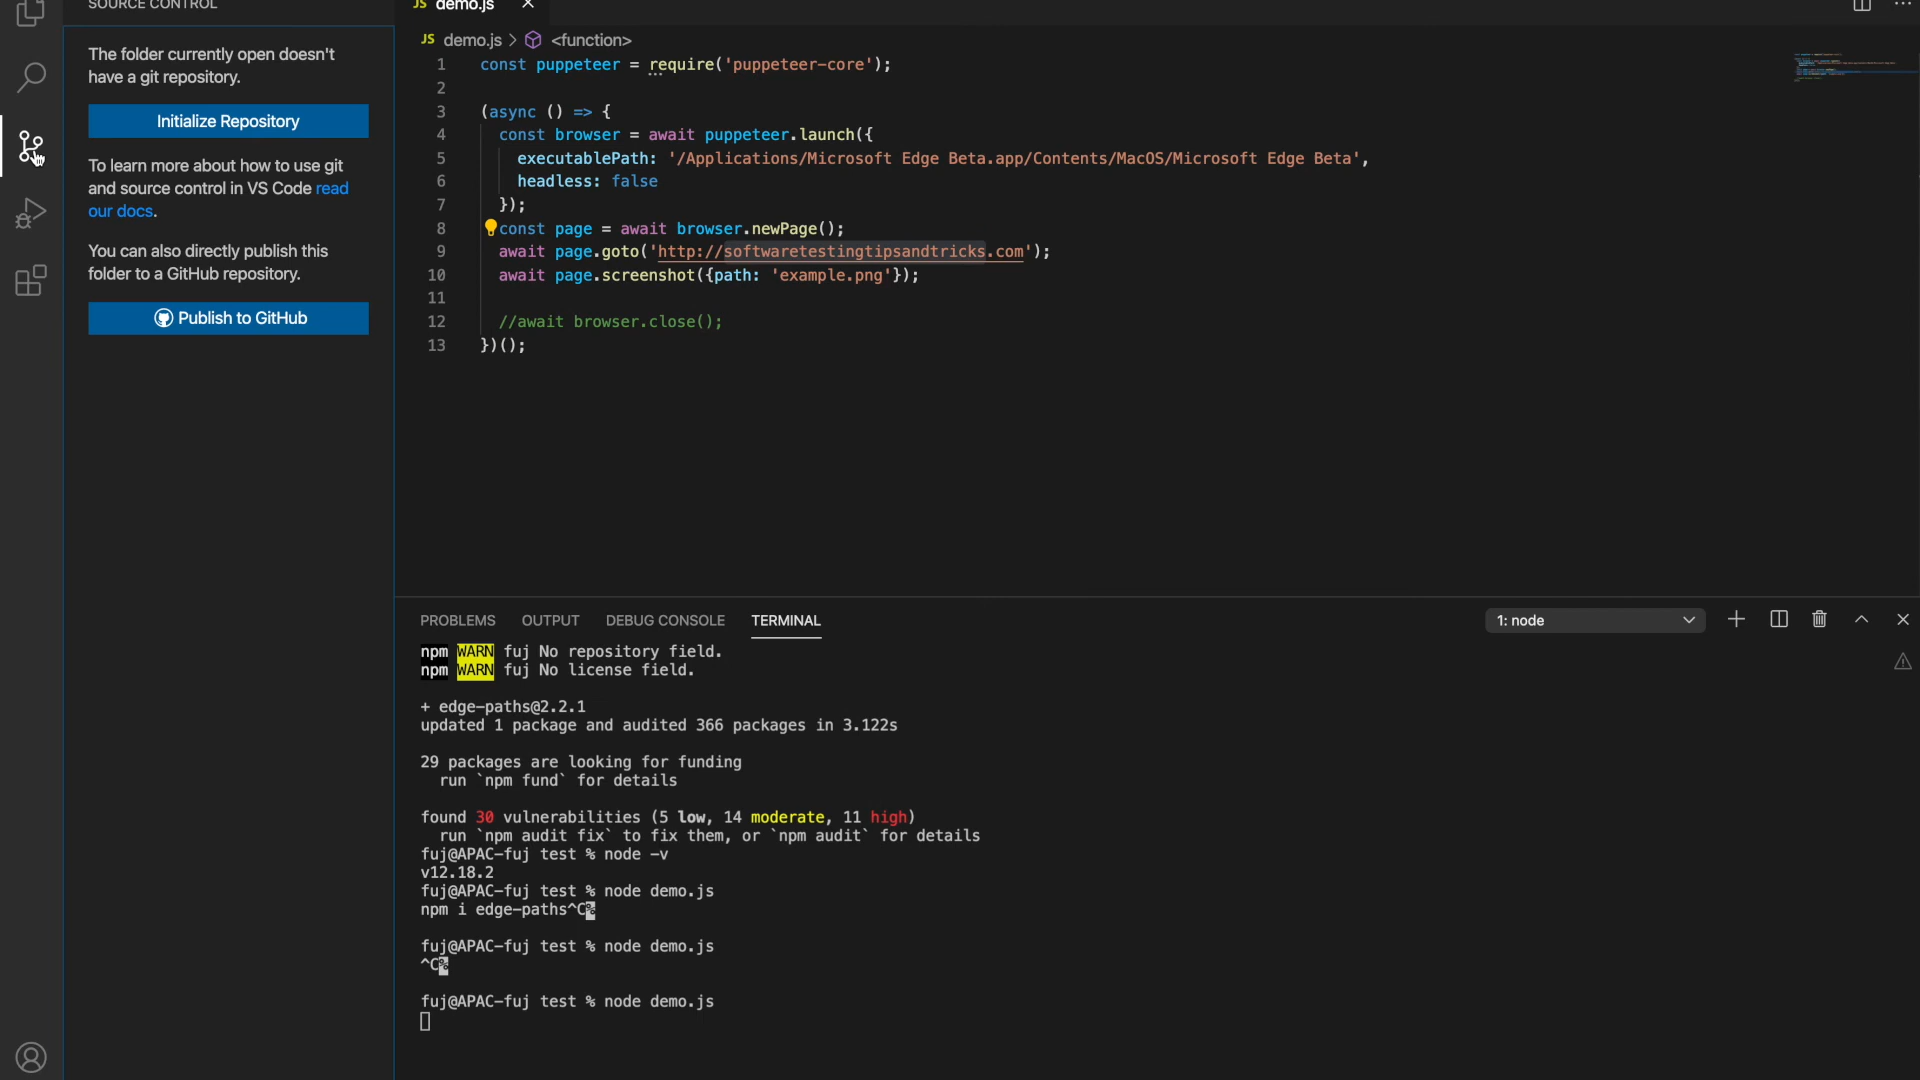 SOURCE CONTROL
The folder currently open doesn't
have a git repository.
Initialize Repository
To learn more about how to use git
and source control in VS Code read
our docs.
You can also directly publish this
folder to a GitHub repository.
Publish to GitHub
JS demo.js
JS demo.js > <function>
1 const puppeteer = require('puppeteer-core');
2
3 (async () => {
4 const browser = await puppeteer.launch({
5 executablePath: '/Applications/Microsoft Edge Beta.app/Contents/MacOS/Microsoft Edge Beta',
6 headless: false
7 });
8 const page = await browser.newPage();
9 await page.goto('http://softwaretestingtipsandtricks.com');
10 await page.screenshot({path: 'example.png'});
11
12 //await browser.close();
13 })();
PROBLEMS OUTPUT DEBUG CONSOLE TERMINAL 1: node
npm WARN fuj No repository field.
npm WARN fuj No license field.
+ edge-paths@2.2.1
updated 1 package and audited 366 packages in 3.122s
29 packages are looking for funding
run `npm fund` for details
found 30 vulnerabilities (5 low, 14 moderate, 11 high)
run `npm audit fix` to fix them, or `npm audit` for details
fuj@APAC-fuj test % node -v
v12.18.2
fuj@APAC-fuj test % node demo.js
npm i edge-paths^C%
fuj@APAC-fuj test % node demo.js
^C%
fuj@APAC-fuj test % node demo.js